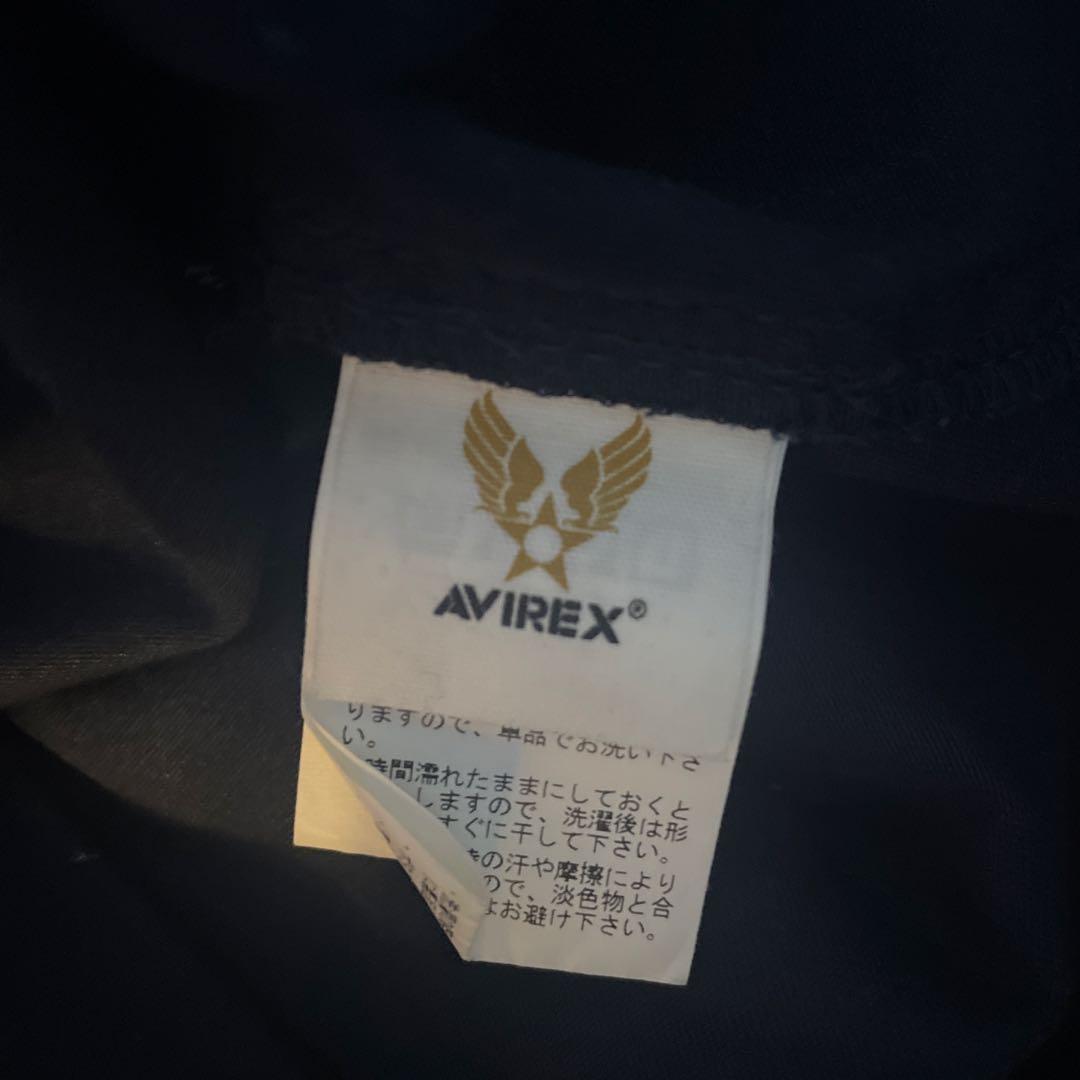 AVIREX®
りますので、単品でお洗い下さ
い。
時間濡れたままにしておくと
しますので、洗濯後は形
すぐに干して下さい。
の汗や摩擦により
ので、淡色物と合
お避け下さい。